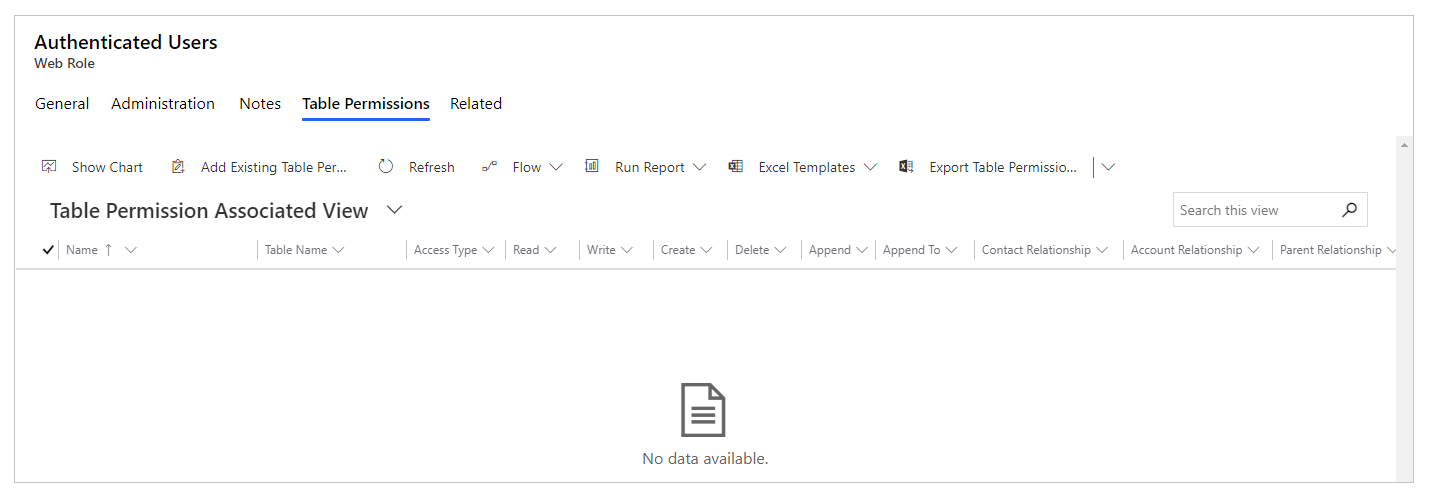 Authenticated Users
Web Role
General Administration Notes Table Permissions Related
Show Chart Add Existing Table Per... Refresh Flow Run Report Excel Templates Export Table Permissio...
Table Permission Associated View Search this view
Name ↑ Table Name Access Type Read Write Create Delete Append Append To Contact Relationship Account Relationship Parent Relationship
No data available.